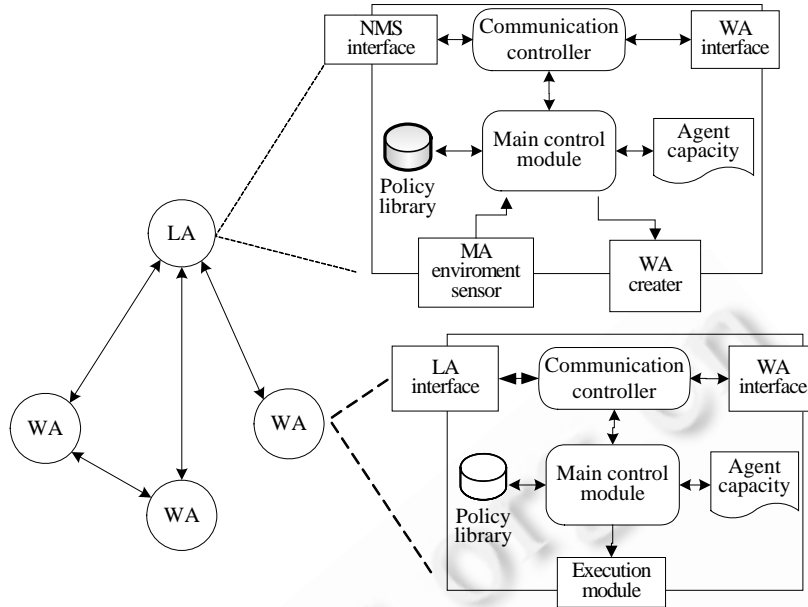 NMS
interface
Communication
controller
WA
interface
Main control
module
Agent
capacity
Policy
library
LA
MA
enviroment
sensor
WA
creater
LA
interface
Communication
controller
WA
interface
WA
WA
WA
Main control
module
Agent
capacity
Policy
library
Execution
module